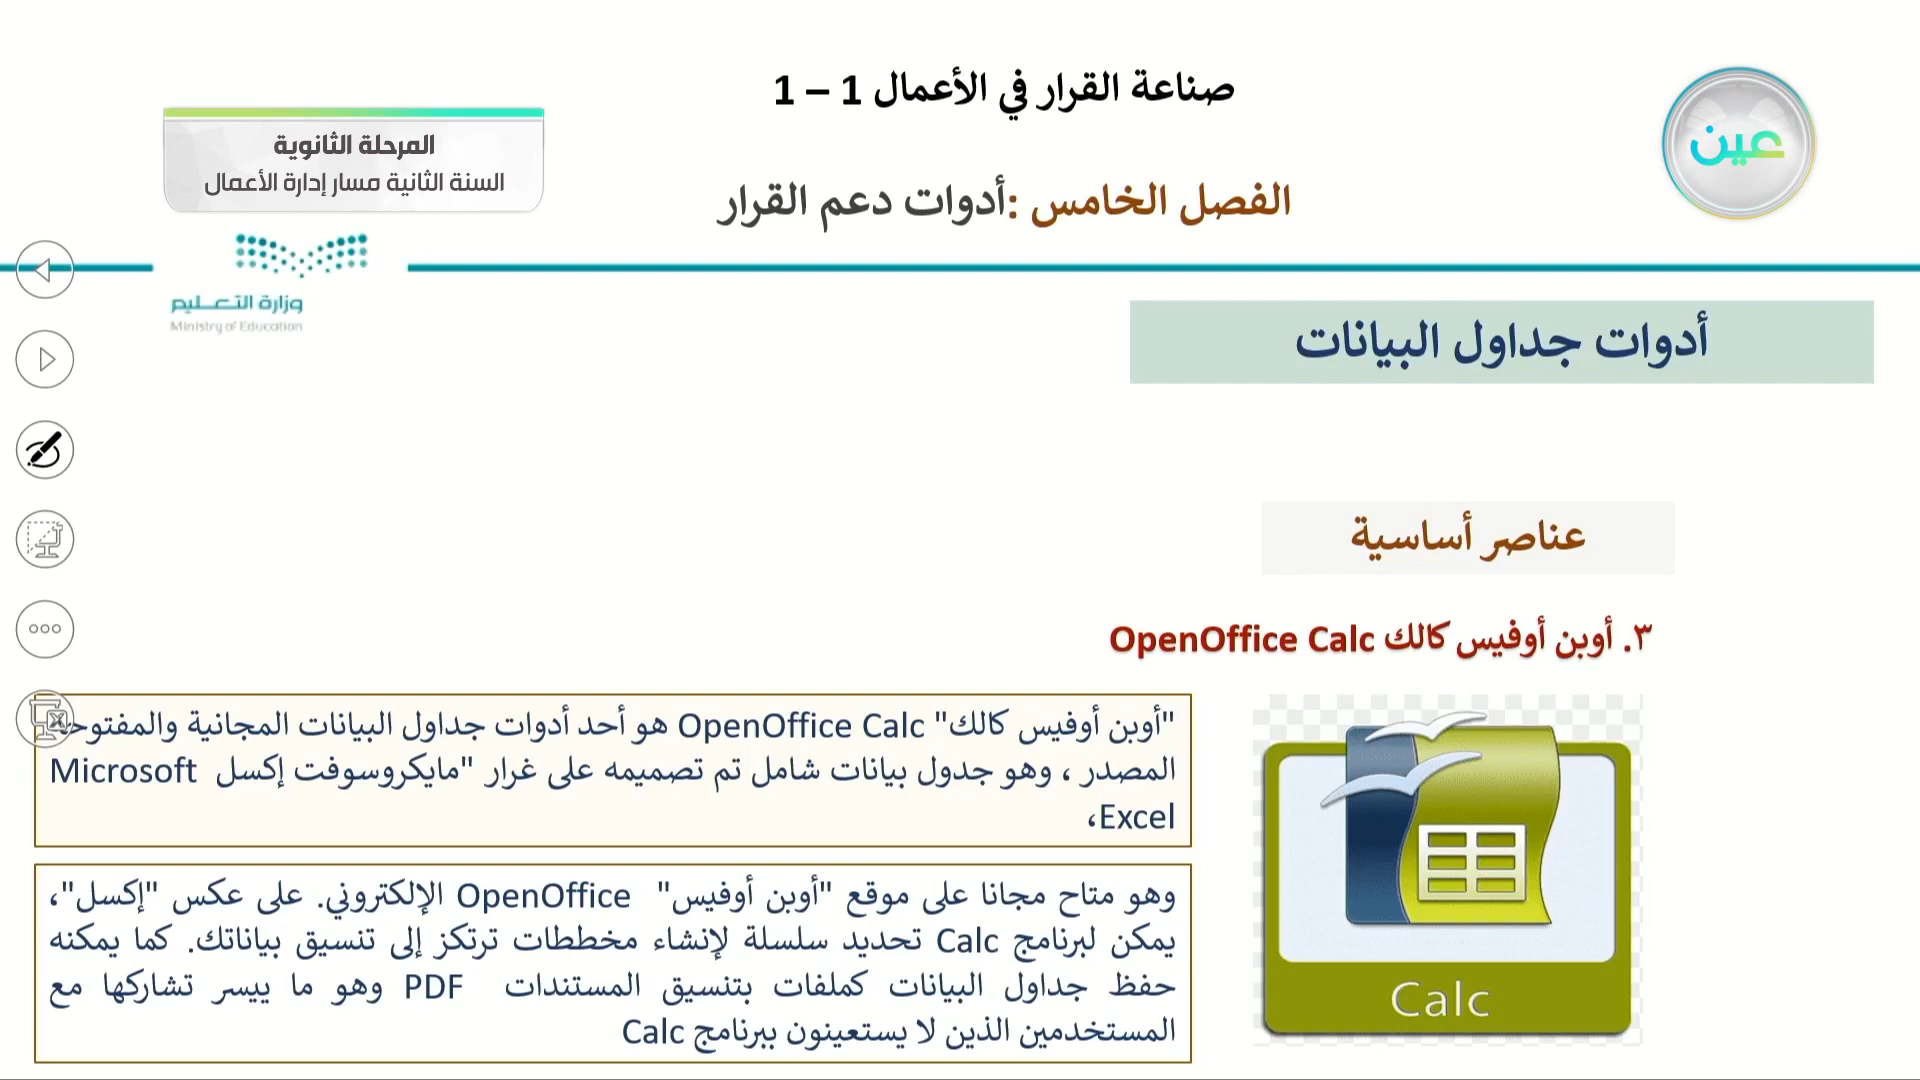 صناعة القرار في الأعمال 1 – 1
عين
المرحلة الثانوية
السنة الثانية مسار إدارة الأعمال
الفصل الخامس :أدوات دعم القرار
وزارة التعـــليم
Ministry of Education
أدوات جداول البيانات
عناصر أساسية
٣. أوبن أوفيس كالك OpenOffice Calc
"أوبن أوفيس كالك" OpenOffice Calc هو أحد أدوات جداول البيانات المجانية والمفتوحة
المصدر ، وهو جدول بيانات شامل تم تصميمه على غرار "مايكروسوفت إكسل Microsoft
Excel،
وهو متاح مجانا على موقع "أوبن أوفيس" OpenOffice الإلكتروني. على عكس "إكسل"،
يمكن لبرنامج Calc تحديد سلسلة لإنشاء مخططات ترتكز إلى تنسيق بياناتك. كما يمكنه
حفظ جداول البيانات كملفات بتنسيق المستندات PDF وهو ما ييسر تشاركها مع
المستخدمين الذين لا يستعينون ببرنامج Calc
Calc